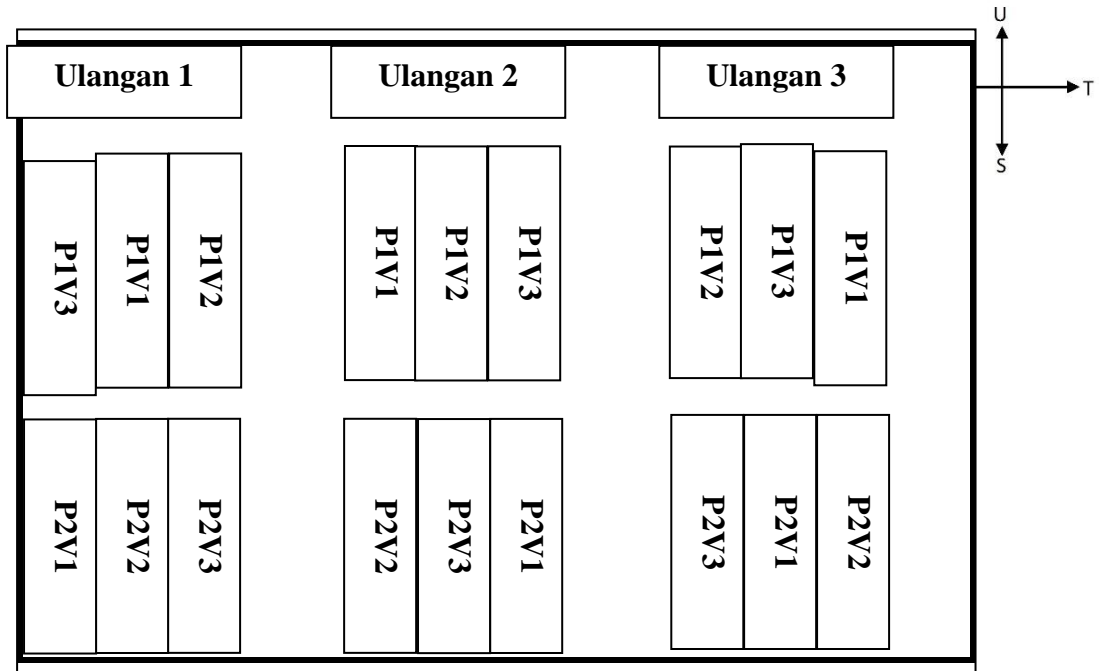 Ulangan 1
Ulangan 2
Ulangan 3
U
T
S
P1V3
P1V1
P1V2
P1V1
P1V2
P1V3
P1V2
P1V3
P1V1
P2V1
P2V2
P2V3
P2V2
P2V3
P2V1
P2V3
P2V1
P2V2